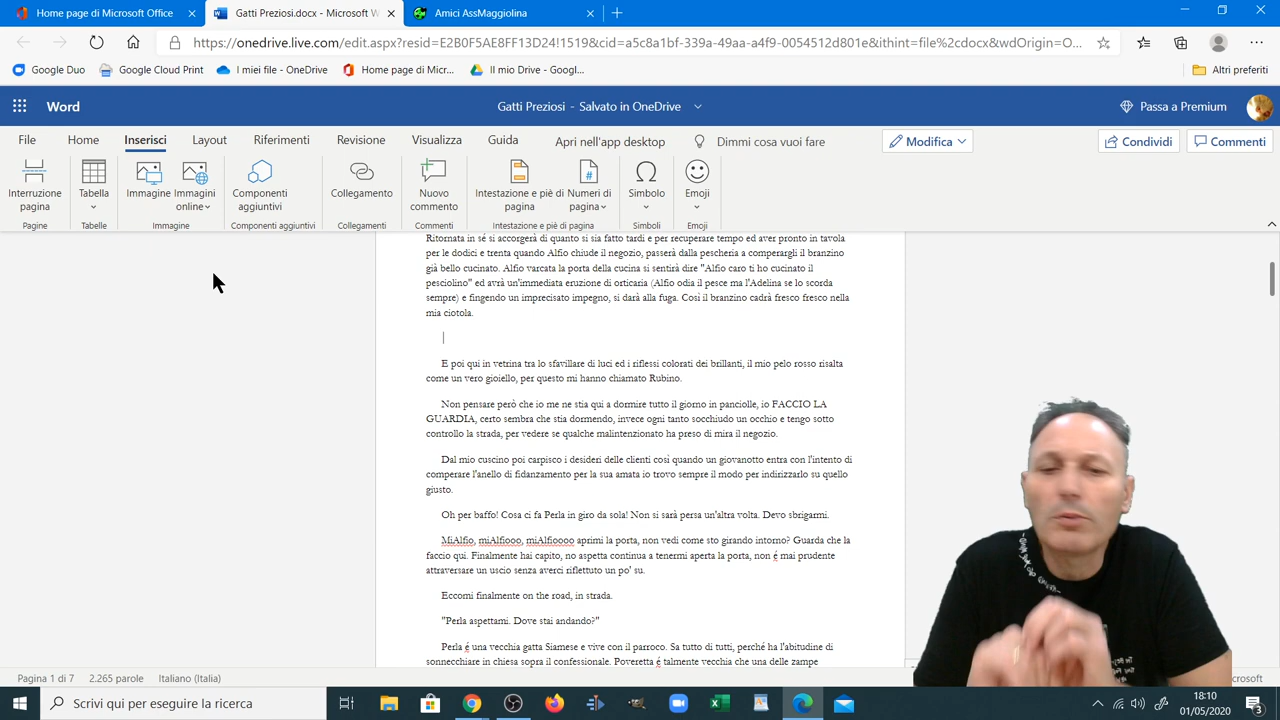 Home page di Microsoft Office
Gatti Preziosi.docx - Microsoft W
Amici AssMaggiolina
https://onedrive.live.com/edit.aspx?resid=E2B0F5AE8FF13D24!1519&cid=a5c8a1bf-339a-49aa-a4f9-0054512d801e&ithint=file%2cdocx&wdOrigin=O...
Google Duo
Google Cloud Print
I miei file - OneDrive
Home page di Micr...
Il mio Drive - Googl...
Altri preferiti
Word
Gatti Preziosi - Salvato in OneDrive
Passa a Premium
File
Home
Inserisci
Layout
Riferimenti
Revisione
Visualizza
Guida
Apri nell'app desktop
Dimmi cosa vuoi fare
Modifica
Condividi
Commenti
Interruzione
pagina
Tabella
Immagine
Immagini
online
Componenti
aggiuntivi
Collegamento
Nuovo
commento
Intestazione e piè di
pagina
Numeri di
pagina
Simbolo
Emoji
Pagine
Tabelle
Immagine
Componenti aggiuntivi
Collegamenti
Commenti
Intestazione e piè di pagina
Simboli
Emoji
Ritornata in sé si accorgerà di quanto si sia fatto tardi e per recuperare tempo ed aver pronto in tavola
per le dodici e trenta quando Alfio chiude il negozio, passerà dalla pescheria a comperargli il branzino
già bello cucinato. Alfio varcata la porta della cucina si sentirà dire "Alfio caro ti ho cucinato il
pesciolino" ed avrà un'immediata eruzione di orticaria (Alfio odia il pesce ma l'Adelina se lo scorda
sempre) e fingendo un imprecisato impegno, si darà alla fuga. Così il branzino cadrà fresco fresco nella
mia ciotola.
E poi qui in vetrina tra lo sfavillare di luci ed i riflessi colorati dei brillanti, il mio pelo rosso risalta
come un vero gioiello, per questo mi hanno chiamato Rubino.
Non pensare però che io me ne stia qui a dormire tutto il giorno in panciolle, io FACCIO LA
GUARDIA, certo sembra che stia dormendo, invece ogni tanto socchiudo un occhio e tengo sotto
controllo la strada, per vedere se qualche malintenzionato ha preso di mira il negozio.
Dal mio cuscino poi carpisco i desideri delle clienti così quando un giovanotto entra con l'intento di
comperare l'anello di fidanzamento per la sua amata io trovo sempre il modo per indirizzarlo su quello
giusto.
Oh per baffo! Cosa ci fa Perla in giro da sola! Non si sarà persa un'altra volta. Devo sbrigarmi.
MiAlfio, miAlfiooo, miAlfioooo aprimi la porta, non vedi come sto girando intorno? Guarda che la
faccio qui. Finalmente hai capito, no aspetta continua a tenermi aperta la porta, non é mai prudente
attraversare un uscio senza averci riflettuto un po' su.
Eccomi finalmente on the road, in strada.
"Perla aspettami. Dove stai andando?"
Perla é una vecchia gatta Siamese e vive con il parroco. Sa tutto di tutti, perché ha l'abitudine di
sonnecchiare in chiesa sopra il confessionale. Poveretta é talmente vecchia che una delle zampe
Pagina 1 di 7
2.265 parole
Italiano (Italia)
Scrivi qui per eseguire la ricerca
18:10
01/05/2020
3